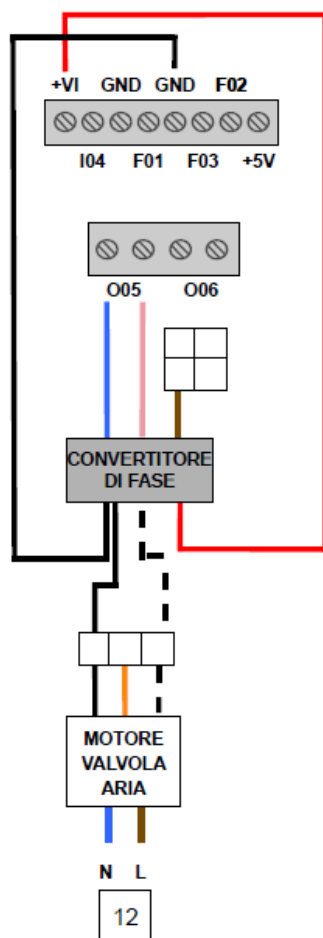 +VI GND GND F02
I04 F01 F03 +5V
O05 O06
CONVERTITORE
DI FASE
MOTORE
VALVOLA
ARIA
N L
12